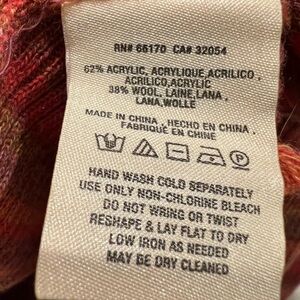 RN# 66170 CA# 32054
62% ACRYLIC, ACRYLIQUE,ACRILICO,
ACRILICO,ACRYLIC
38% WOOL, LAINE,LANA,
LANA,WOLLE
MADE IN CHINA, HECHO EN CHINA,
FABRIQUÉ EN CHINE
P
HAND WASH COLD SEPARATELY
USE ONLY NON-CHLORINE BLEACH
DO NOT WRING OR TWIST
RESHAPE & LAY FLAT TO DRY
LOW IRON AS NEEDED
MAY BE DRY CLEANED